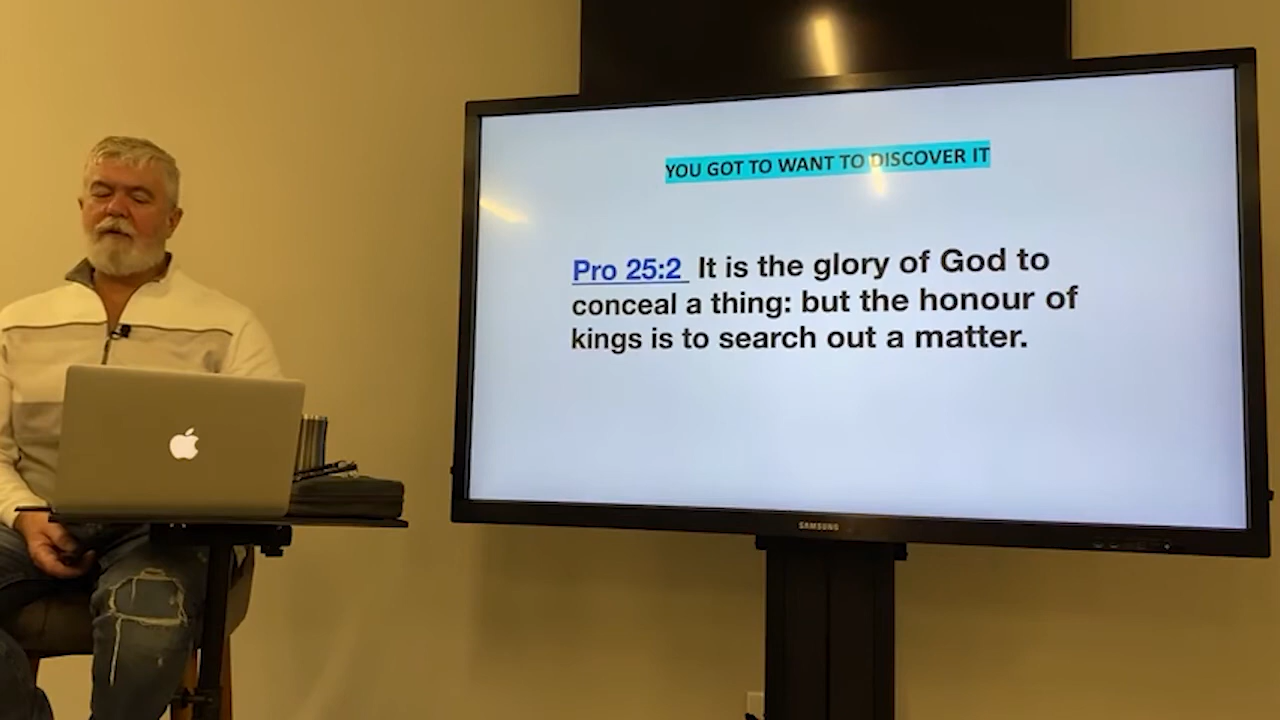 YOU GOT TO WANT TO DISCOVER IT
Pro 25:2 It is the glory of God to
conceal a thing: but the honour of
kings is to search out a matter.
SAMSUNG